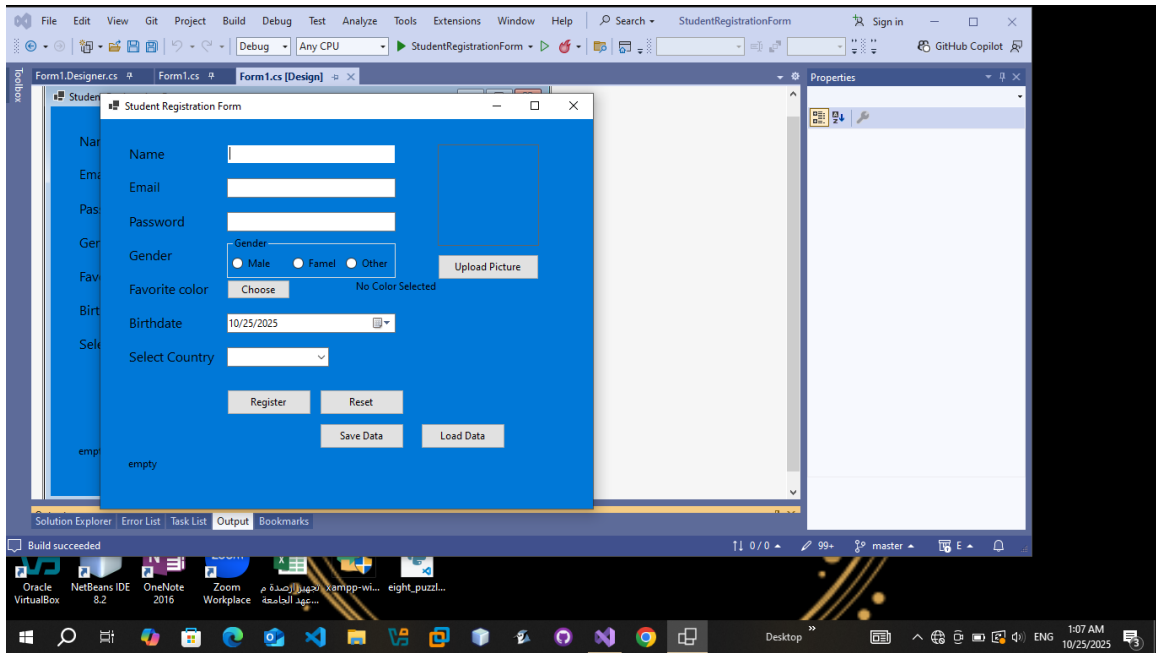 File Edit View Git Project Build Debug Test Analyze Tools Extensions Window Help Search StudentRegistrationForm Sign in
Debug Any CPU StudentRegistrationForm GitHub Copilot
Toolbox
Form1.Designer.cs Form1.cs Form1.cs [Design] Properties
Student Registration Form
Name
Email
Password
Gender
Gender
Male Famel Other
Upload Picture
Favorite color Choose No Color Selected
Birthdate 10/25/2025
Select Country
Register Reset
Save Data Load Data
empty
Solution Explorer Error List Task List Output Bookmarks
Build succeeded 0 / 0 99+ master E
Oracle VirtualBox
NetBeans IDE 8.2
OneNote 2016
Zoom Workplace
xampp-wi...
eight_puzzl...
Desktop ENG 1:07 AM
10/25/2025
3